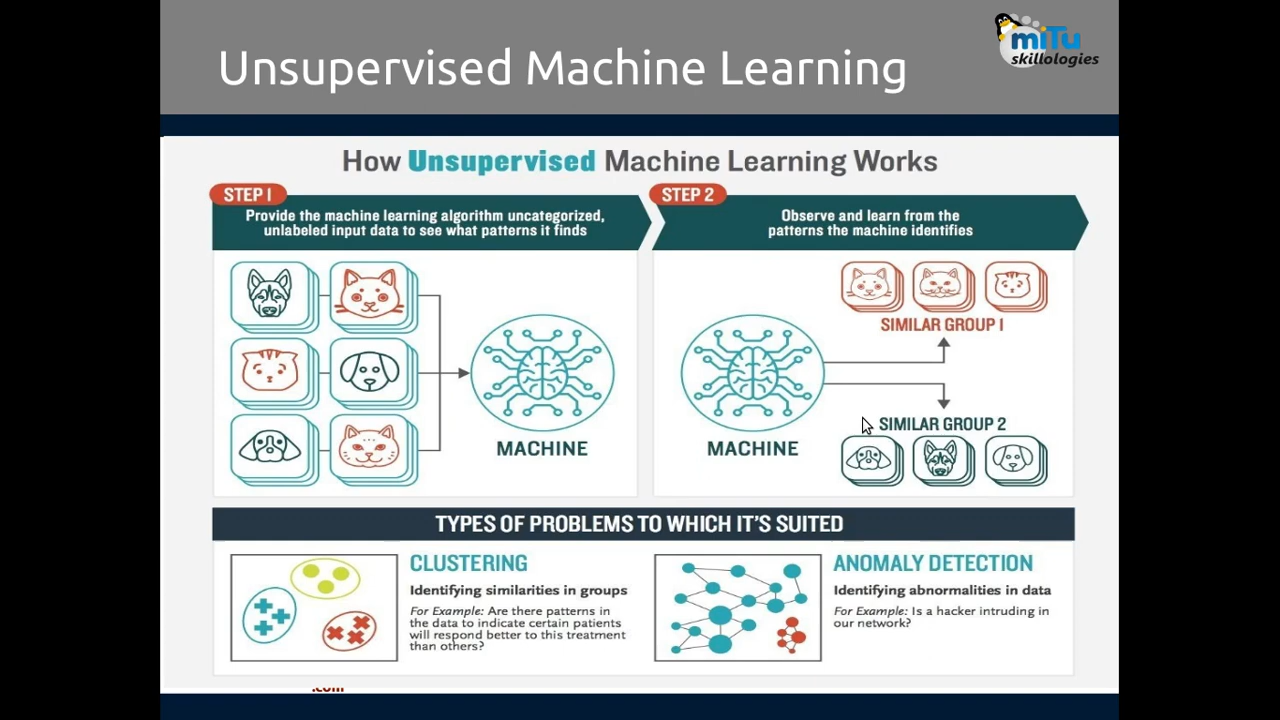 Unsupervised Machine Learning
miTu
skillologies
How Unsupervised Machine Learning Works
STEP 1
Provide the machine learning algorithm uncategorized,
unlabeled input data to see what patterns it finds
MACHINE
STEP 2
Observe and learn from the
patterns the machine identifies
MACHINE
SIMILAR GROUP 1
SIMILAR GROUP 2
TYPES OF PROBLEMS TO WHICH IT'S SUITED
CLUSTERING
Identifying similarities in groups
For Example: Are there patterns in
the data to indicate certain patients
will respond better to this treatment
than others?
ANOMALY DETECTION
Identifying abnormalities in data
For Example: Is a hacker intruding in
our network?
.com